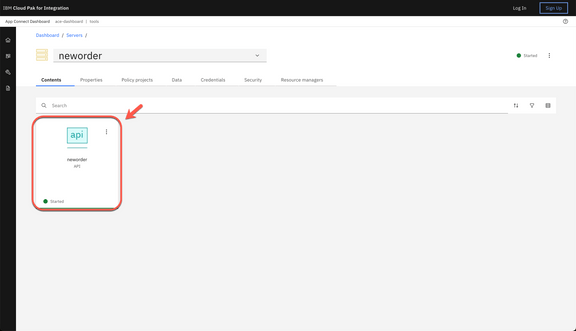 IBM Cloud Pak for Integration
Log In
Sign Up
App Connect Dashboard
ace-dashboard | tools
Dashboard / Servers /
neworder
Started
Contents
Properties
Policy projects
Data
Credentials
Security
Resource managers
Search
api
neworder
API
Started